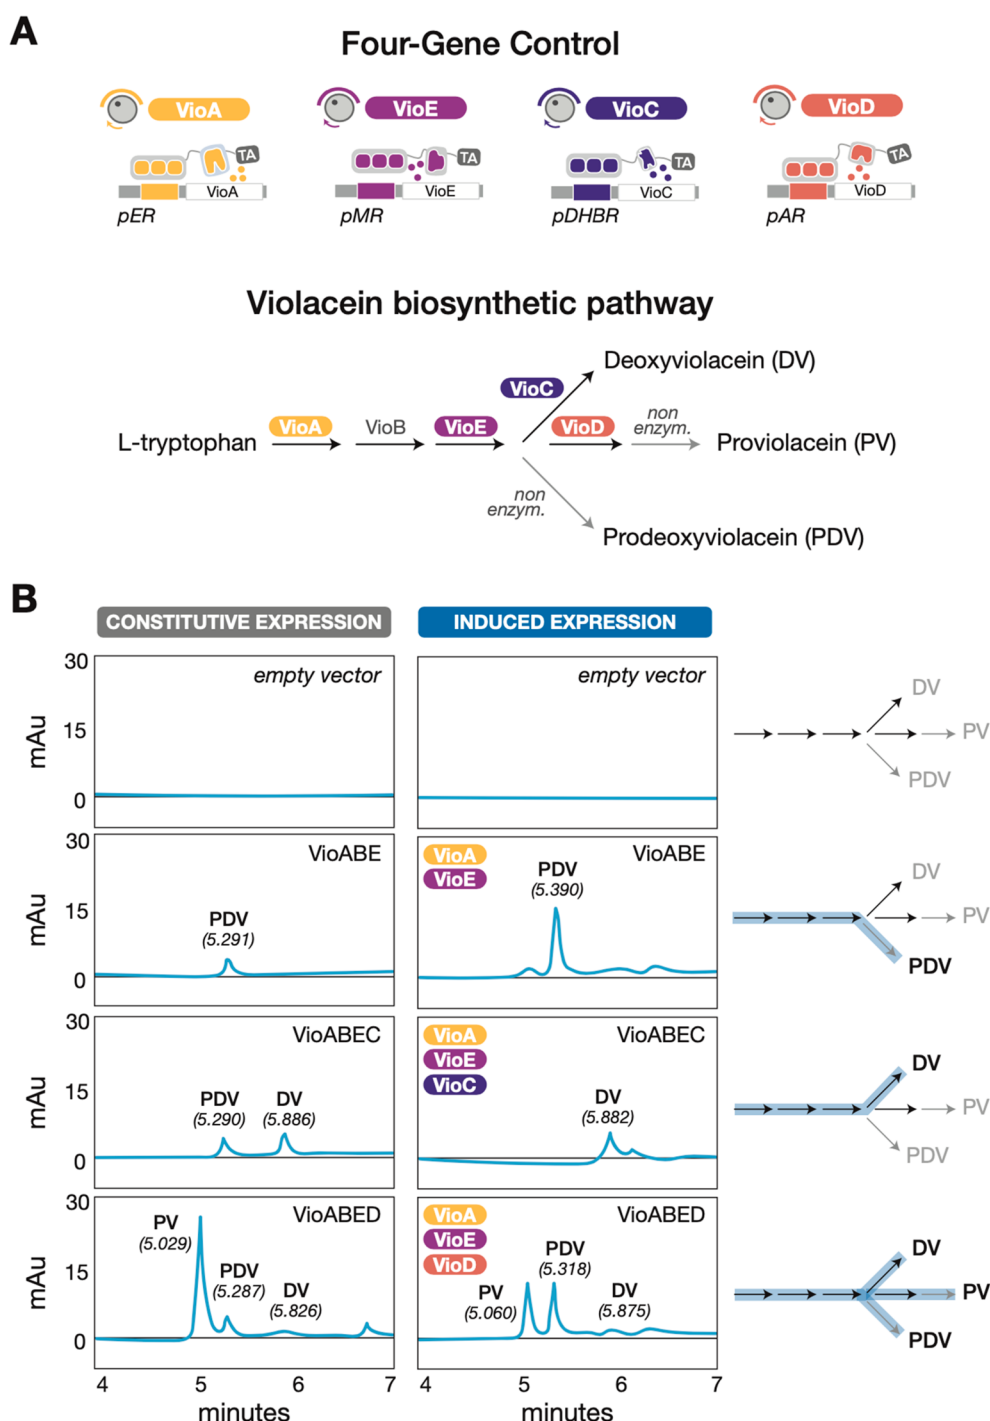 A
Four-Gene Control
VioA
VioE
VioC
VioD
TA
TA
TA
TA
VioA
VioE
VioC
VioD
pER
pMR
pDHBR
pAR
Violacein biosynthetic pathway
Deoxyviolacein (DV)
VioC
L-tryptophan
VioA
VioB
VioE
VioD
non
enzym.
Proviolacein (PV)
non
enzym.
Prodeoxyviolacein (PDV)
B
CONSTITUTIVE EXPRESSION
INDUCED EXPRESSION
30
15
0
mAu
empty vector
empty vector
DV
PV
PDV
30
15
0
mAu
VioABE
PDV
(5.291)
VioA
VioE
VioABE
PDV
(5.390)
DV
PV
PDV
30
15
0
mAu
VioABEC
PDV
(5.290)
DV
(5.886)
VioA
VioE
VioC
VioABEC
DV
(5.882)
DV
PV
PDV
30
15
0
mAu
VioABED
PV
(5.029)
PDV
(5.287)
DV
(5.826)
VioA
VioE
VioD
VioABED
PV
(5.060)
PDV
(5.318)
DV
(5.875)
DV
PV
PDV
4 5 6 7
minutes
4 5 6 7
minutes